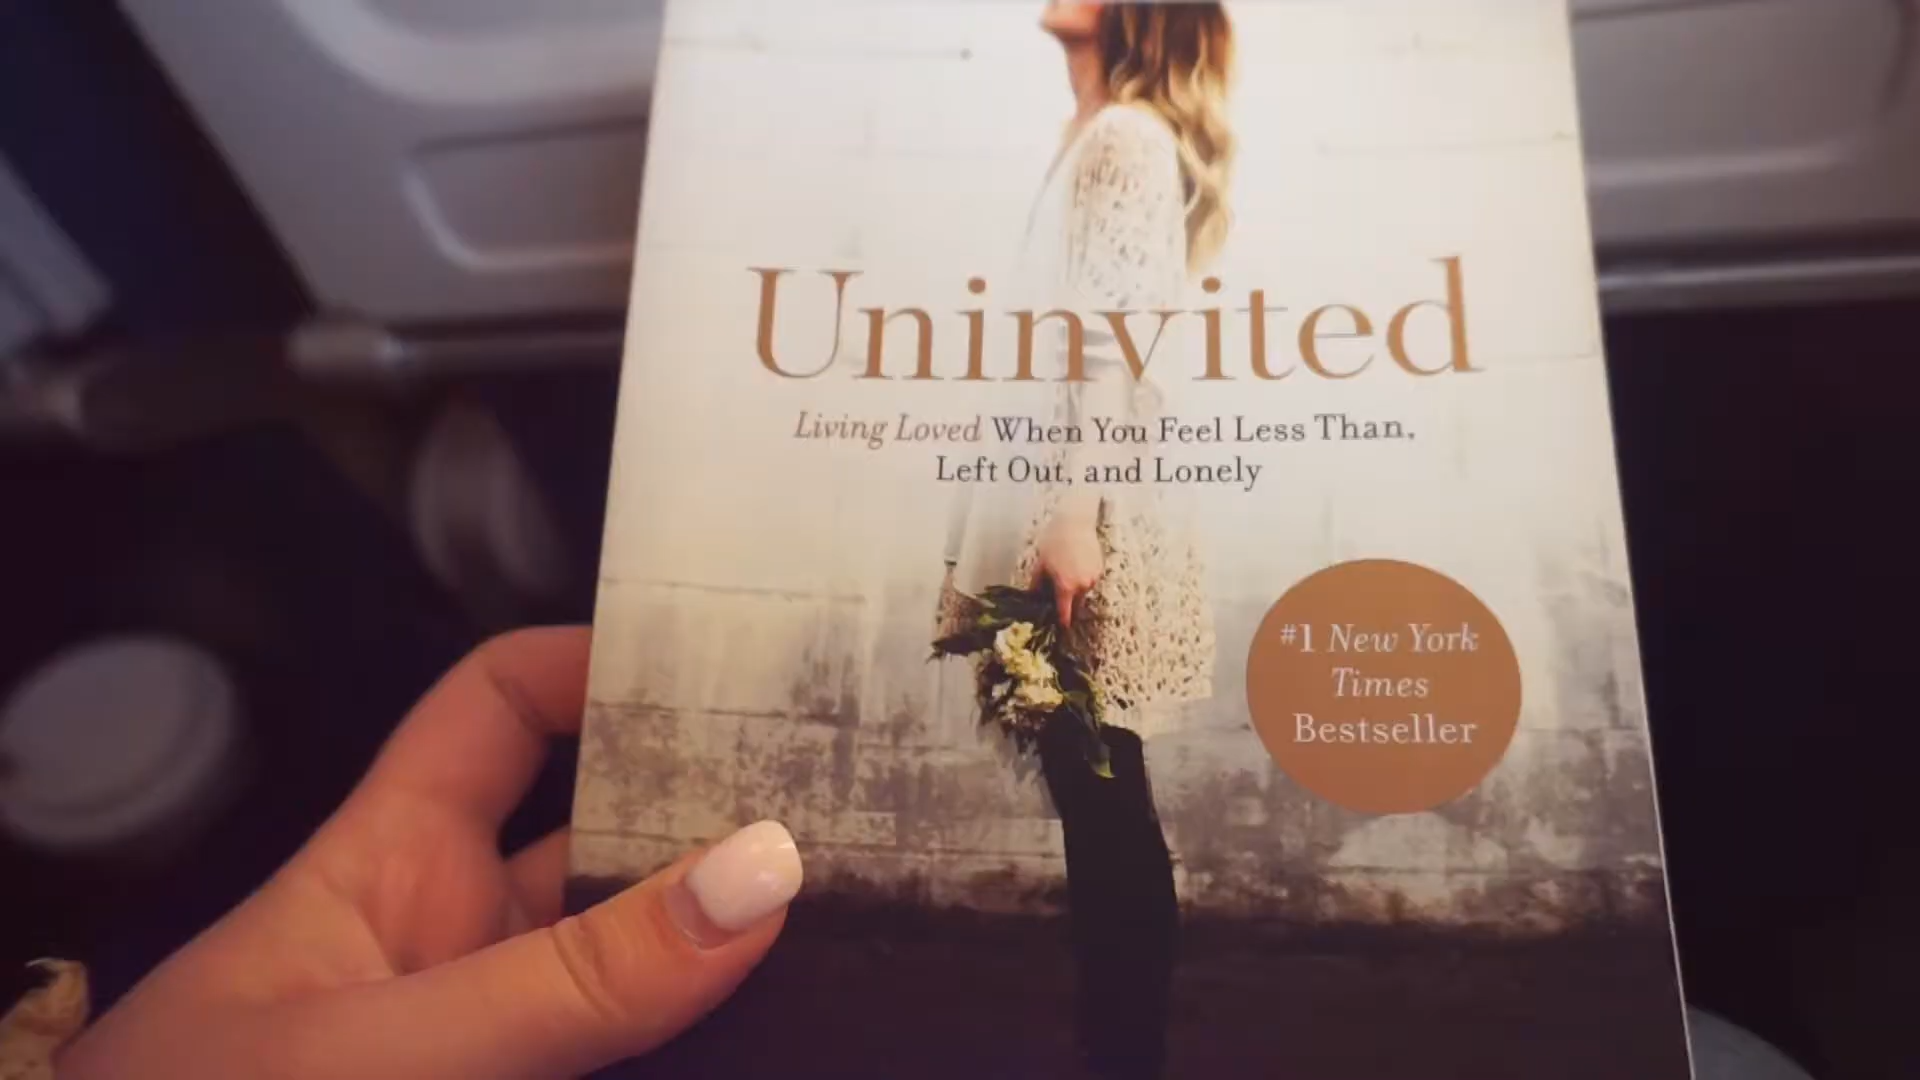 Uninvited
Living Loved When You Feel Less Than,
Left Out, and Lonely
#1 New York
Times
Bestseller